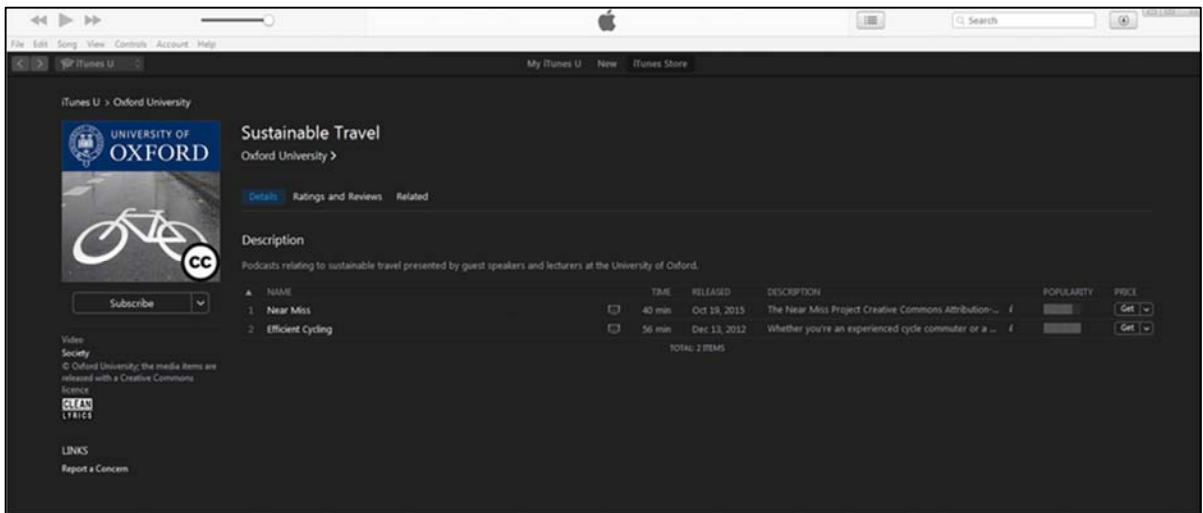 Search
File Edit Song View Controls Account Help
iTunes U
My iTunes U New iTunes Store
iTunes U > Oxford University
UNIVERSITY OF
OXFORD
cc
Sustainable Travel
Oxford University >
Details Ratings and Reviews Related
Description
Podcasts relating to sustainable travel presented by guest speakers and lecturers at the University of Oxford.
NAME TIME RELEASED DESCRIPTION POPULARITY PRICE
1 Near Miss 40 min Oct 19, 2015 The Near Miss Project Creative Commons Attribution-... i Get
2 Efficient Cycling 56 min Dec 13, 2012 Whether you're an experienced cycle commuter or a ... i Get
TOTAL: 2 ITEMS
Subscribe
Video
Society
© Oxford University; the media items are
released with a Creative Commons
licence
CLEAN
LYRICS
LINKS
Report a Concern